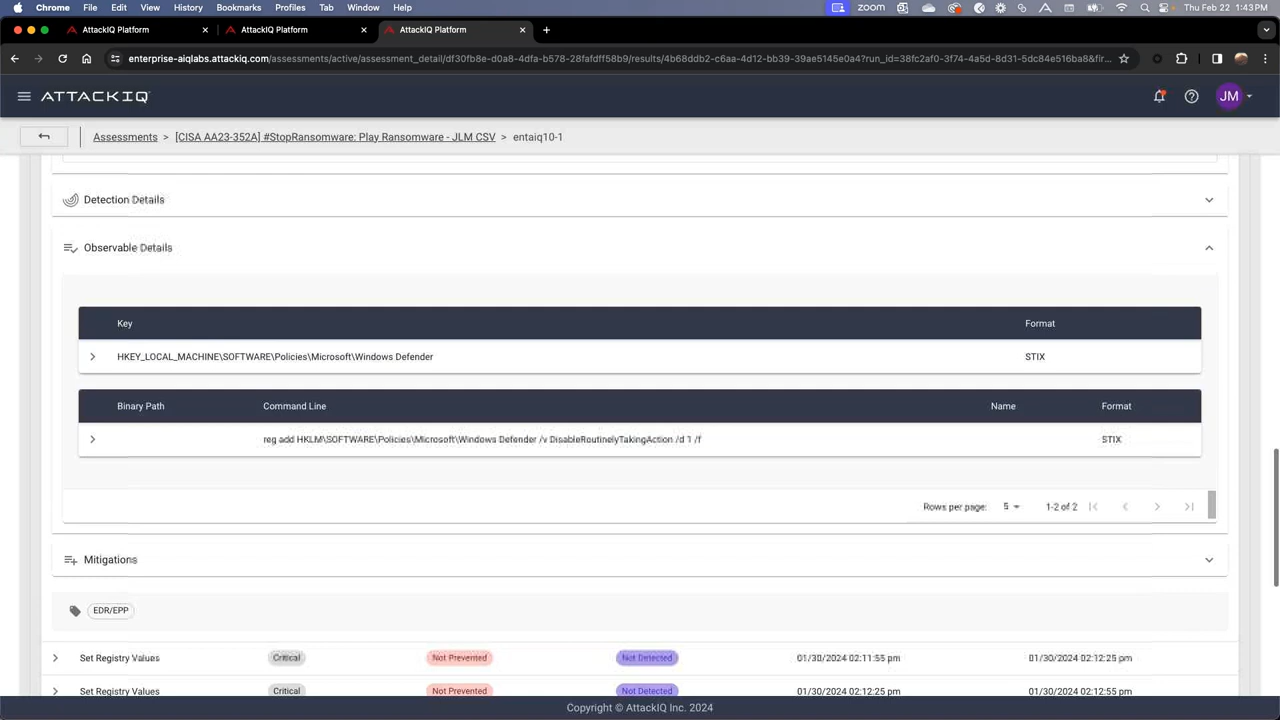 Chrome File Edit View History Bookmarks Profiles Tab Window Help zoom Thu Feb 22 1:43 PM
AttackIQ Platform AttackIQ Platform AttackIQ Platform
enterprise-aiqlabs.attackiq.com/assessments/active/assessment_detail/df30fb8e-d0a8-4dfa-b578-28fafdff58b9/results/4b68ddb2-c6aa-4d12-bb39-39ae5145e0a4?run_id=38fc2af0-3f74-4a5d-8d31-5dc84e516ba8&fir...
ATTACKIQ JM
Assessments > [CISA AA23-352A] #StopRansomware: Play Ransomware - JLM CSV > entaiq10-1
Detection Details
Observable Details
Key Format
HKEY_LOCAL_MACHINE\SOFTWARE\Policies\Microsoft\Windows Defender STIX
Binary Path Command Line Name Format
reg add HKLM\SOFTWARE\Policies\Microsoft\Windows Defender /v DisableRoutinelyTakingAction /d 1 /f STIX
Rows per page: 5 1-2 of 2
Mitigations
EDR/EPP
Set Registry Values Critical Not Prevented Not Detected 01/30/2024 02:11:55 pm 01/30/2024 02:12:25 pm
Set Registry Values Critical Not Prevented Not Detected 01/30/2024 02:12:25 pm 01/30/2024 02:12:55 pm
Copyright © AttackIQ Inc. 2024